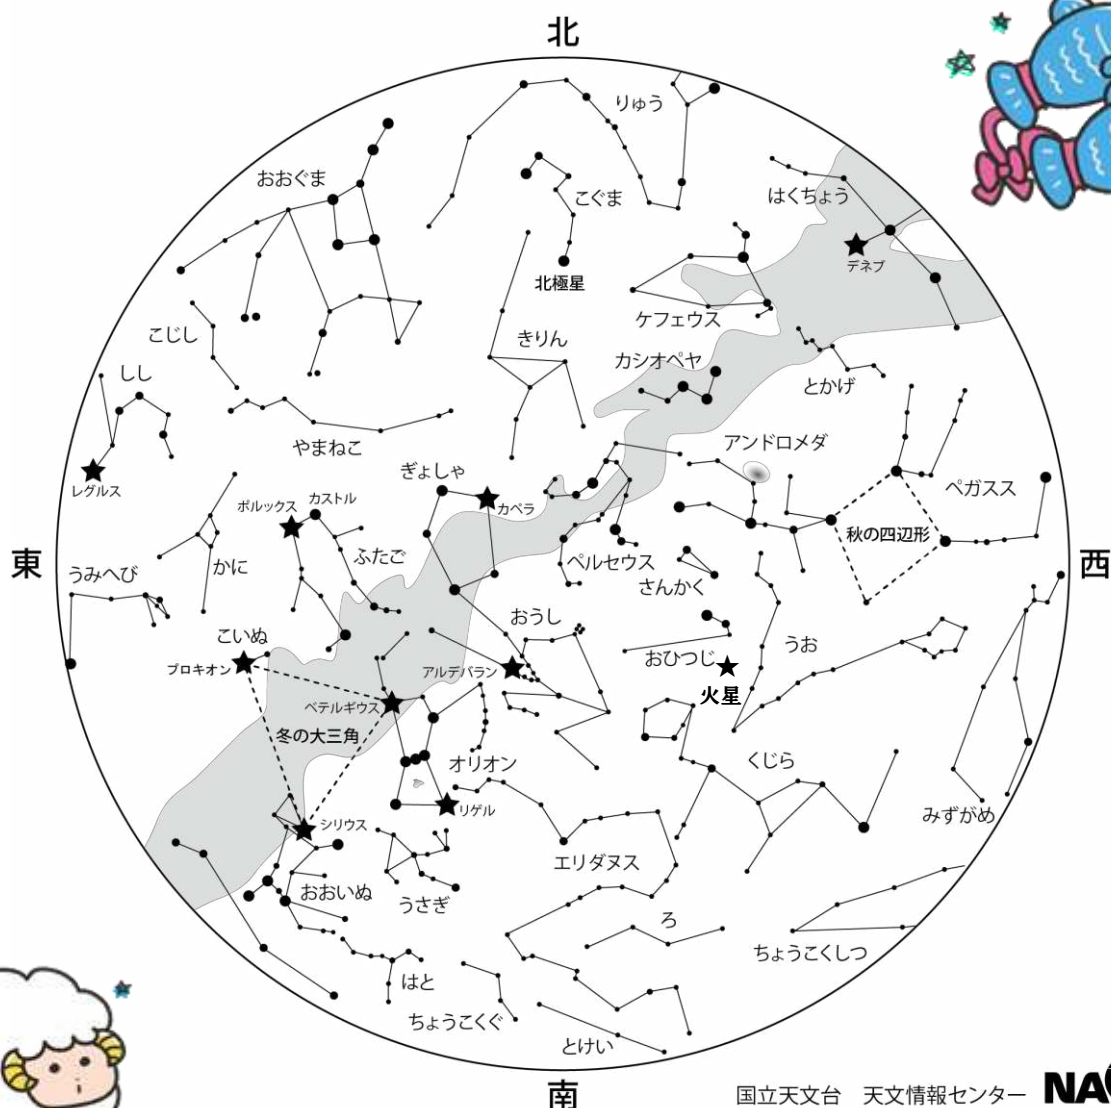 北
りゅう
おおぐま
こぐま
はくちょう
デネブ
北極星
ケフェウス
こじし
きりん
カシオペヤ
しし
とかげ
やまねこ
アンドロメダ
ぎょしゃ
レグルス
ポルックス
カストル
カペラ
ペガスス
秋の四辺形
東
かに
ふたご
ペルセウス
西
うみへび
さんかく
おうし
こいぬ
うお
プロキオン
アルデバラン
おひつじ
火星
ベテルギウス
冬の大三角
オリオン
くじら
リゲル
シリウス
みずがめ
エリダヌス
おおいぬ
うさぎ
ろ
ちょうこくしつ
はと
ちょうこくぐ
とけい
南
国立天文台 天文情報センター